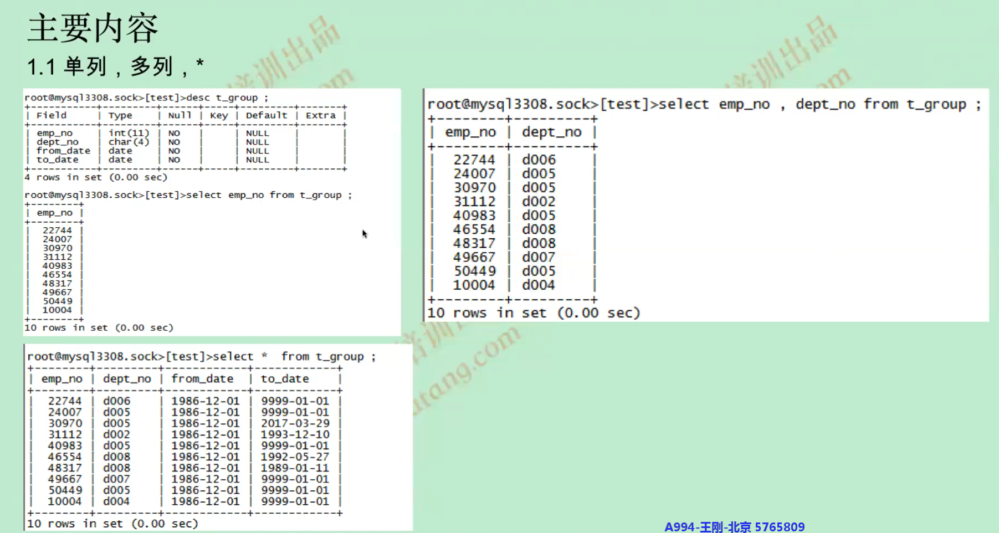 主要内容
1.1 单列，多列，*
root@mysql3308.sock>[test]>desc t_group ;
+------------+---------+------+-----+---------+-------+
| Field | Type | Null | Key | Default | Extra |
+------------+---------+------+-----+---------+-------+
| emp_no | int(11) | NO | | NULL | |
| dept_no | char(4) | NO | | NULL | |
| from_date | date | NO | | NULL | |
| to_date | date | NO | | NULL | |
+------------+---------+------+-----+---------+-------+
4 rows in set (0.00 sec)
root@mysql3308.sock>[test]>select emp_no from t_group ;
+--------+
| emp_no |
+--------+
| 22744 |
| 24007 |
| 30970 |
| 31112 |
| 40983 |
| 46554 |
| 48317 |
| 49667 |
| 50449 |
| 10004 |
+--------+
10 rows in set (0.00 sec)
root@mysql3308.sock>[test]>select emp_no , dept_no from t_group ;
+--------+---------+
| emp_no | dept_no |
+--------+---------+
| 22744 | d006 |
| 24007 | d005 |
| 30970 | d005 |
| 31112 | d002 |
| 40983 | d005 |
| 46554 | d008 |
| 48317 | d008 |
| 49667 | d007 |
| 50449 | d005 |
| 10004 | d004 |
+--------+---------+
10 rows in set (0.00 sec)
root@mysql3308.sock>[test]>select * from t_group ;
+--------+---------+------------+------------+
| emp_no | dept_no | from_date | to_date |
+--------+---------+------------+------------+
| 22744 | d006 | 1986-12-01 | 9999-01-01 |
| 24007 | d005 | 1986-12-01 | 9999-01-01 |
| 30970 | d005 | 1986-12-01 | 2017-03-29 |
| 31112 | d002 | 1986-12-01 | 1993-12-10 |
| 40983 | d005 | 1986-12-01 | 9999-01-01 |
| 46554 | d008 | 1986-12-01 | 1992-05-27 |
| 48317 | d008 | 1986-12-01 | 1989-01-11 |
| 49667 | d007 | 1986-12-01 | 9999-01-01 |
| 50449 | d005 | 1986-12-01 | 9999-01-01 |
| 10004 | d004 | 1986-12-01 | 9999-01-01 |
+--------+---------+------------+------------+
10 rows in set (0.00 sec)
培训出品
培训出品
A994-王刚-北京 5765809